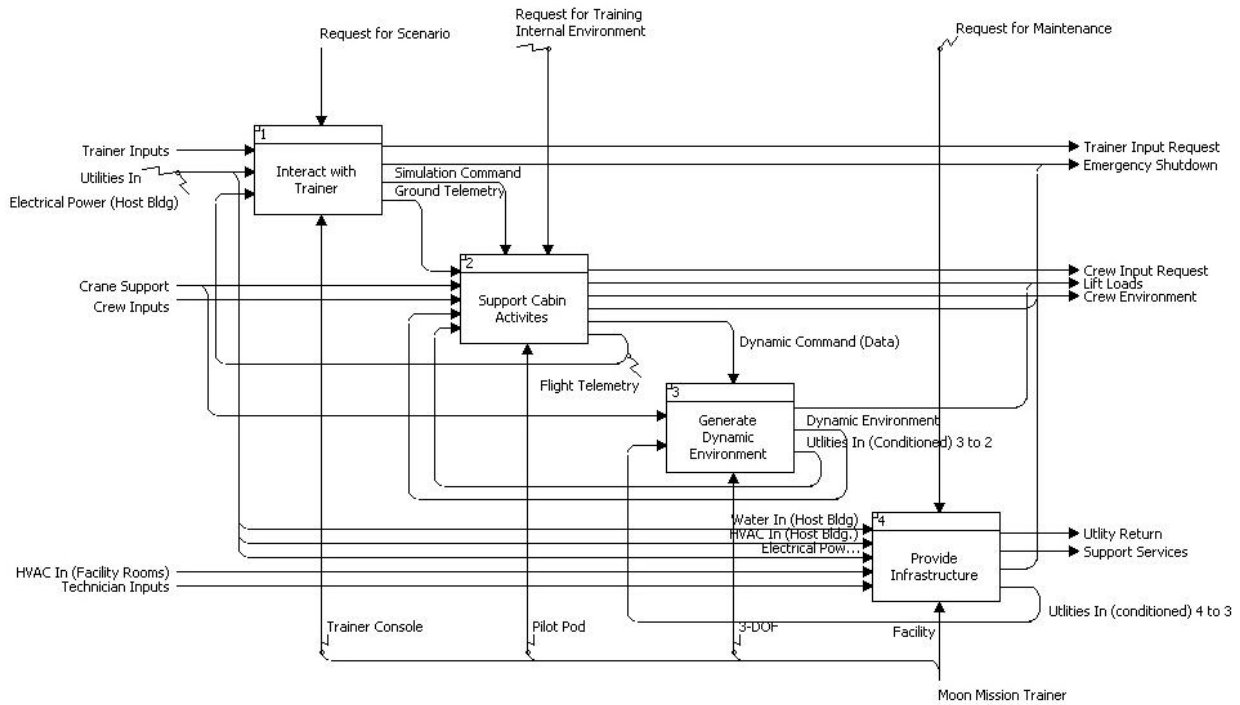 Request for Training
Internal Environment
Request for Scenario
Request for Maintenance
1
Interact with
Trainer
Trainer Inputs
Utilities In
Electrical Power (Host Bldg)
Trainer Input Request
Emergency Shutdown
Simulation Command
Ground Telemetry
2
Support Cabin
Activites
Crane Support
Crew Inputs
Crew Input Request
Lift Loads
Crew Environment
Dynamic Command (Data)
Flight Telemetry
3
Generate
Dynamic
Environment
Dynamic Environment
Utlities In (Conditioned) 3 to 2
4
Provide
Infrastructure
Water In (Host Bldg)
HVAC In (Host Bldg.)
Electrical Pow...
HVAC In (Facility Rooms)
Technician Inputs
Utlity Return
Support Services
Utlities In (conditioned) 4 to 3
Trainer Console
Pilot Pod
3-DOF
Facility
Moon Mission Trainer